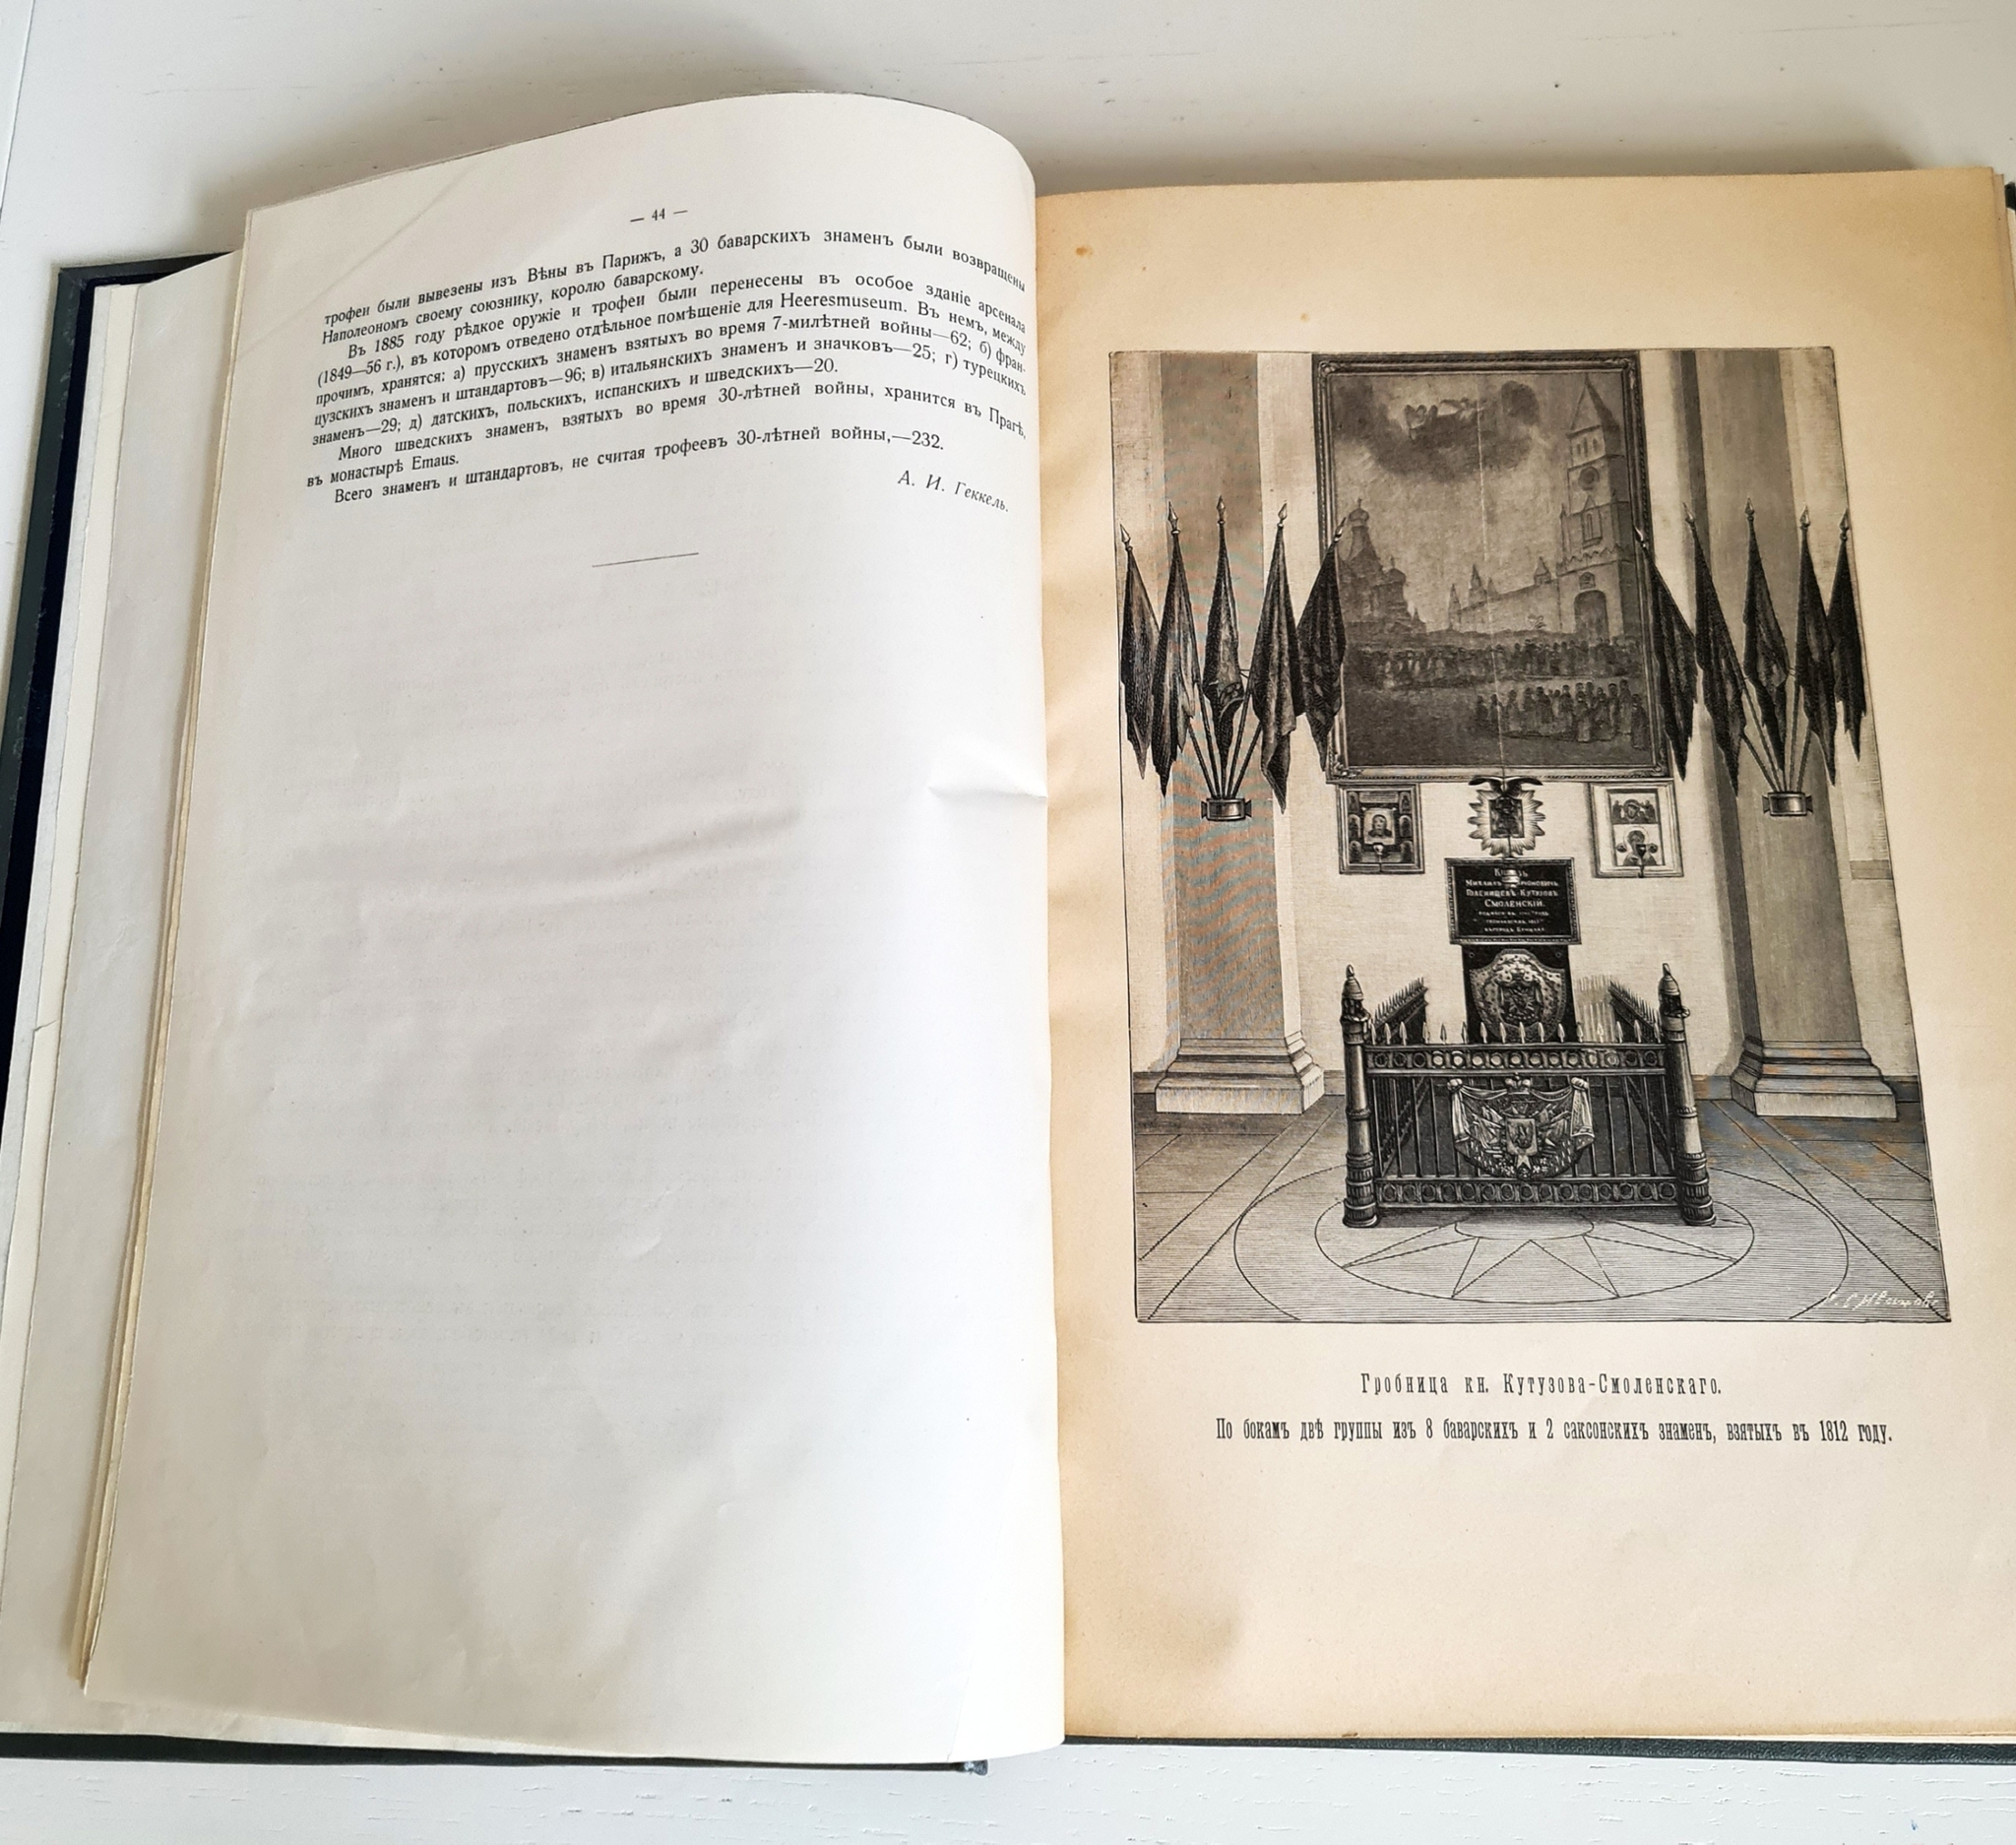 — 44 —
трофеи были вывезены изъ Вѣны въ Парижъ, а 30 баварскихъ знаменъ были возвращены
Наполеономъ своему союзнику, королю баварскому.
Въ 1885 году рѣдкое оружіе и трофеи были перенесены въ особое зданіе арсенала
(1849—56 г.), въ которомъ отведено отдѣльное помѣщеніе для Heeresmuseum. Въ немъ, между
прочимъ, хранятся: а) прусскихъ знаменъ взятыхъ во время 7-милѣтней войны—62; б) фран-
цузскихъ знаменъ и штандартовъ—96; в) итальянскихъ знаменъ и значковъ—25; г) турецкихъ
знаменъ—29; д) датскихъ, польскихъ, испанскихъ и шведскихъ—20.
Много шведскихъ знаменъ, взятыхъ во время 30-лѣтней войны, хранится въ Прагѣ,
въ монастырѣ Emaus.
Всего знаменъ и штандартовъ, не считая трофеевъ 30-лѣтней войны,—232.
А. И. Геккель.
Князь
Михаилъ
Голенищевъ-Кутузовъ
Смоленскій.
Гробница кн. Кутузова-Смоленскаго.
По бокамъ двѣ группы изъ 8 баварскихъ и 2 саксонскихъ знаменъ, взятыхъ въ 1812 году.